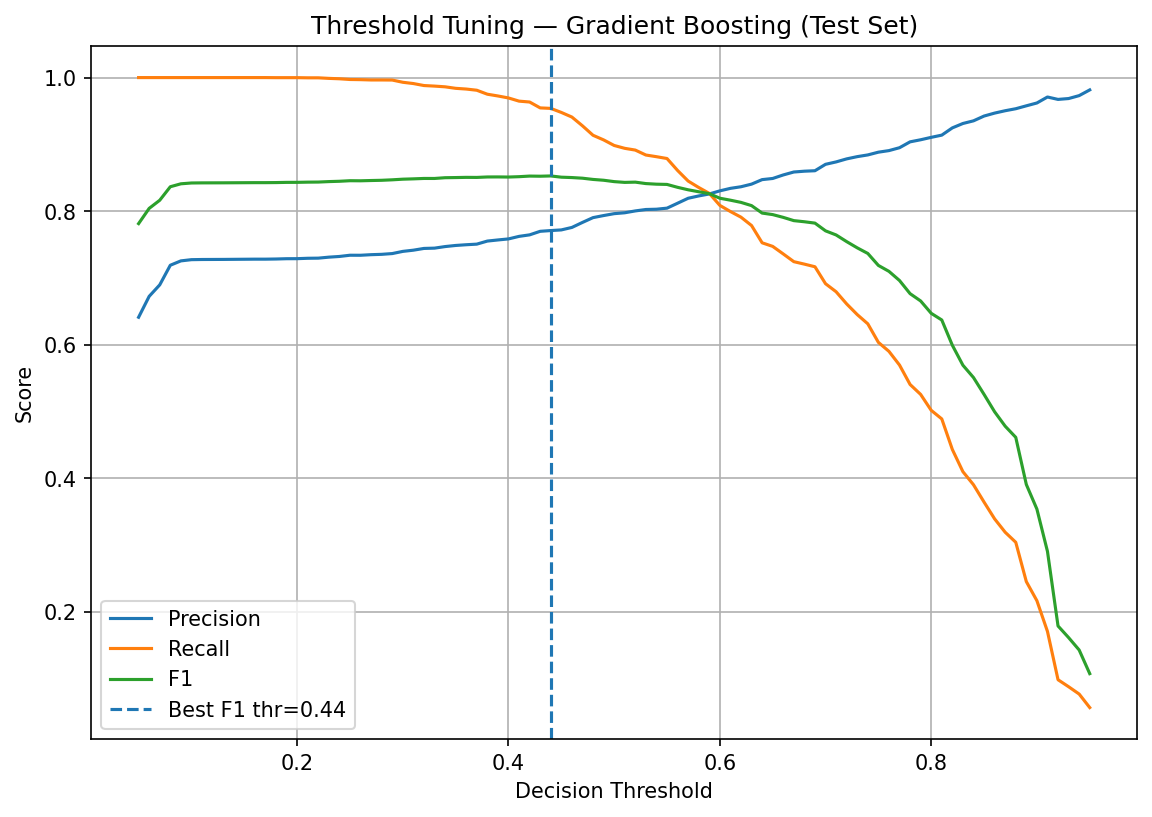 Threshold Tuning — Gradient Boosting (Test Set)
1.0
0.8
0.6
0.4
0.2
Score
Precision
Recall
F1
Best F1 thr=0.44
0.2 0.4 0.6 0.8
Decision Threshold